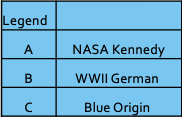 Legend
A NASA Kennedy
B WWII German
C Blue Origin